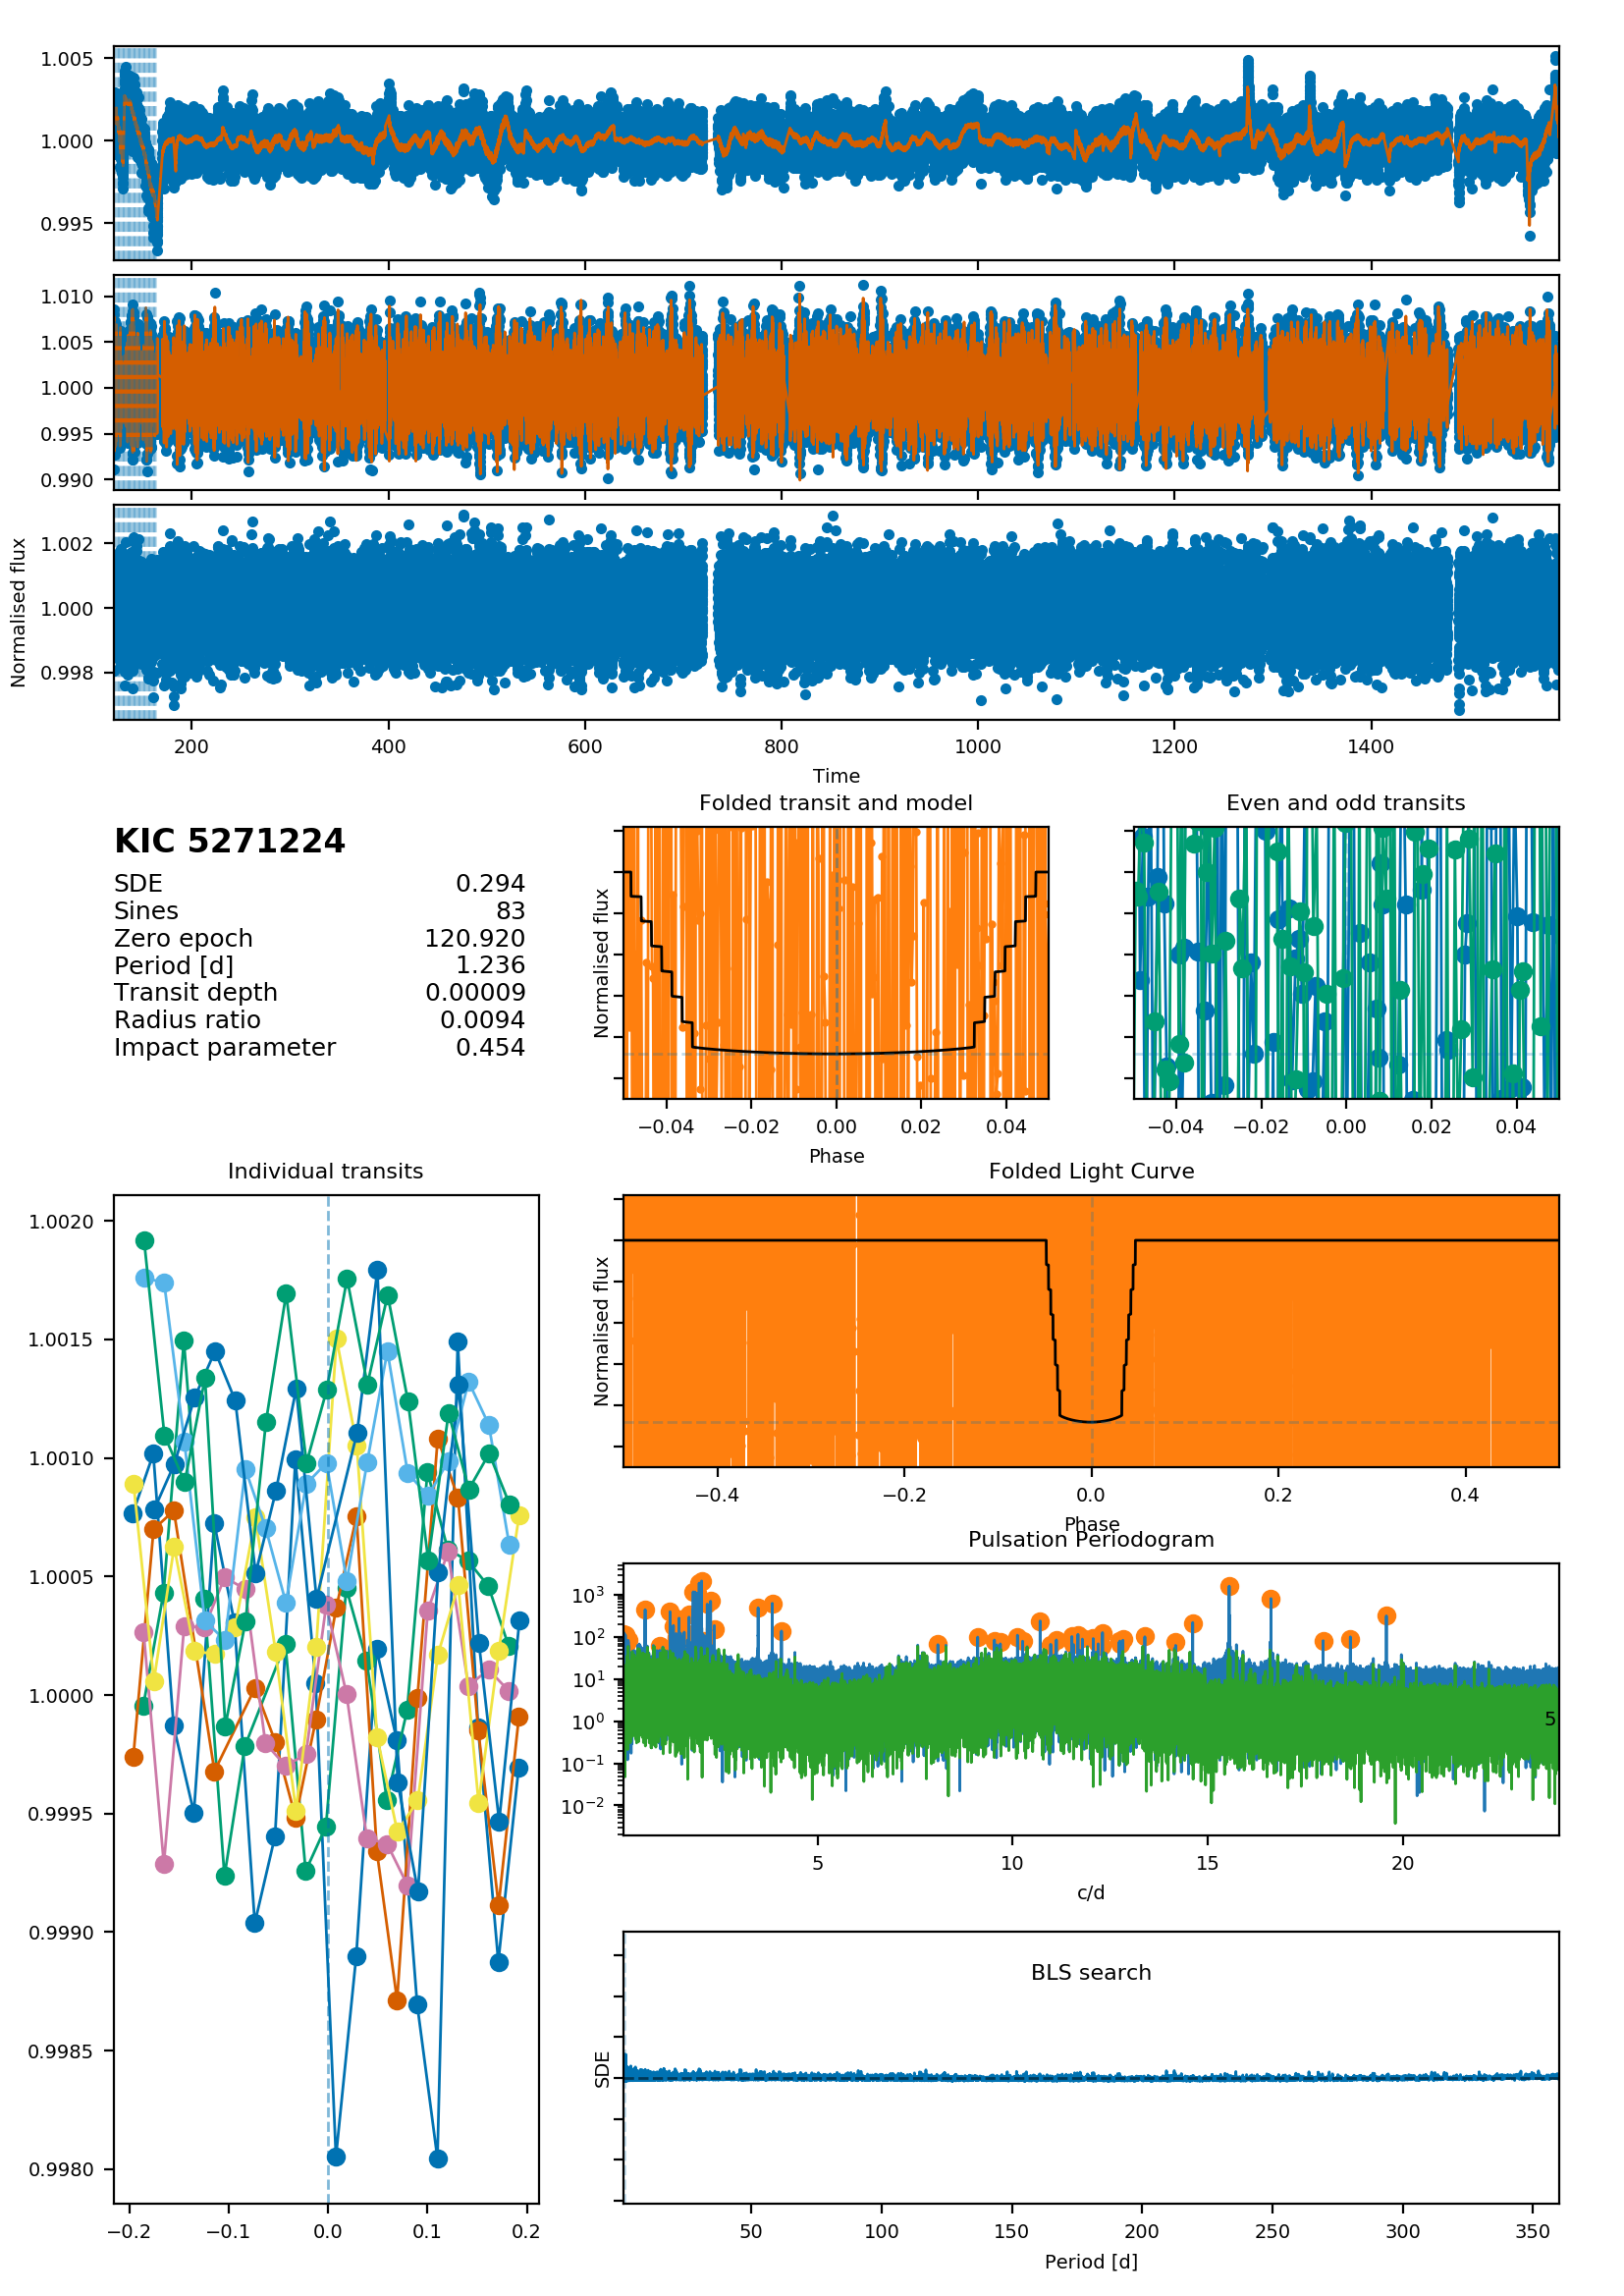 1.005
1.000
0.995
1.010
1.005
1.000
0.995
0.990
1.002
1.000
0.998
Normalised flux
200 400 600 800 1000 1200 1400
Time
KIC 5271224
SDE 0.294
Sines 83
Zero epoch 120.920
Period [d] 1.236
Transit depth 0.00009
Radius ratio 0.0094
Impact parameter 0.454
Folded transit and model
Normalised flux
−0.04 −0.02 0.00 0.02 0.04
Phase
Even and odd transits
−0.04 −0.02 0.00 0.02 0.04
Individual transits
1.0020
1.0015
1.0010
1.0005
1.0000
0.9995
0.9990
0.9985
0.9980
−0.2 −0.1 0.0 0.1 0.2
Folded Light Curve
Normalised flux
−0.4 −0.2 0.0 0.2 0.4
Phase
Pulsation Periodogram
10³
10²
10¹
10⁰
10⁻¹
10⁻²
5
5 10 15 20
c/d
BLS search
SDE
50 100 150 200 250 300 350
Period [d]